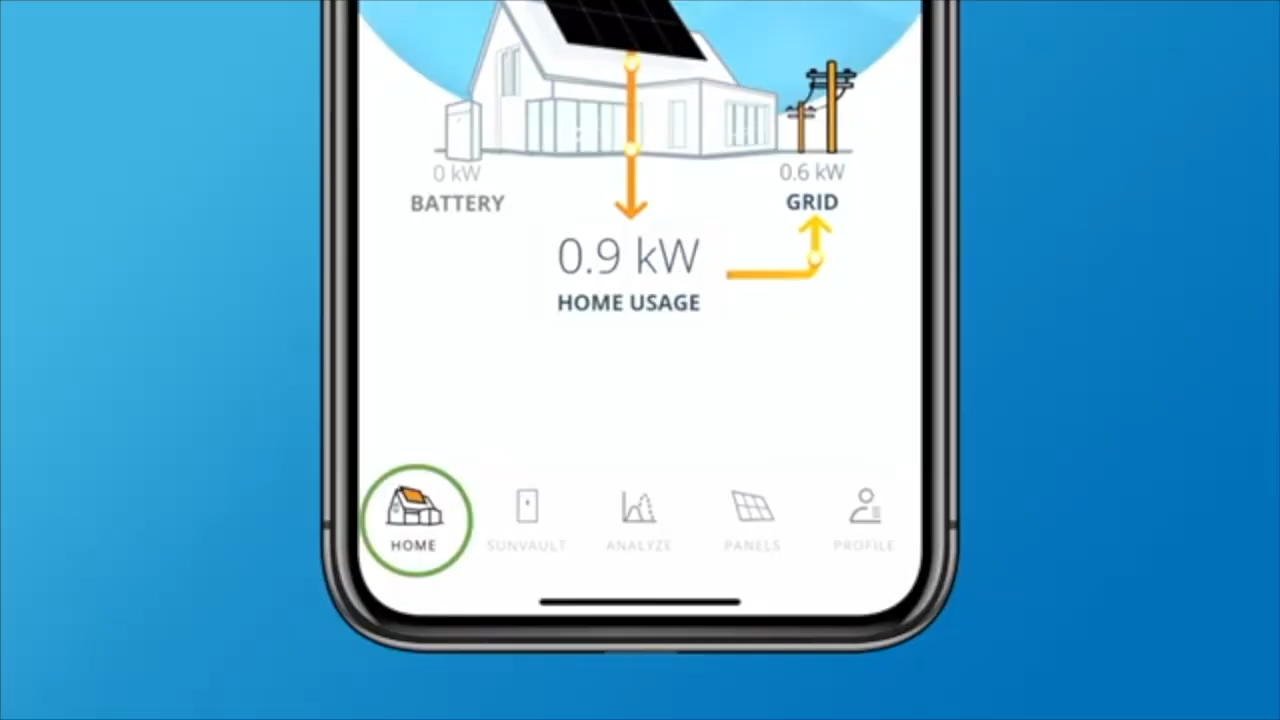 0 kW
BATTERY
0.6 kW
GRID
0.9 kW
HOME USAGE
HOME
SUNVAULT
ANALYZE
PANELS
PROFILE